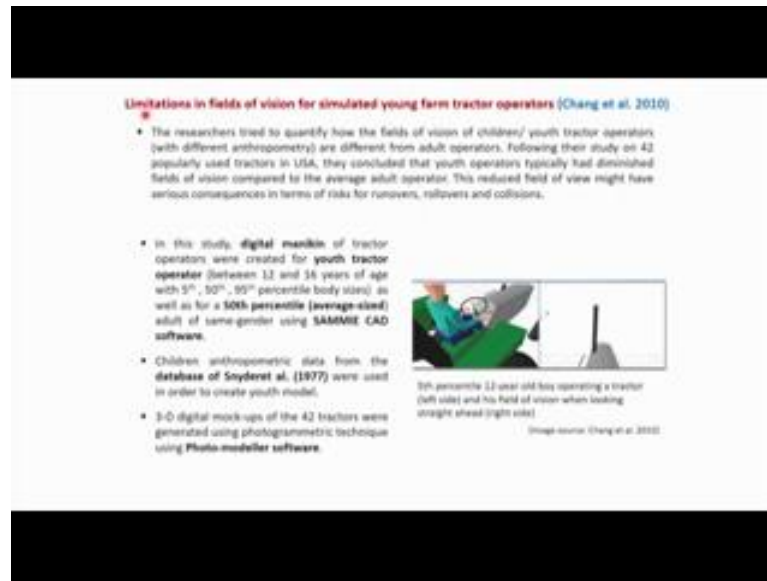 Limitations in fields of vision for simulated young farm tractor operators (Chang et al. 2010)
• The researchers tried to quantify how the fields of vision of children/ youth tractor operators
(with different anthropometry) are different from adult operators. Following their study on 42
popularly used tractors in USA, they concluded that youth operators typically had diminished
fields of vision compared to the average adult operator. This reduced field of view might have
serious consequences in terms of risks for runovers, rollovers and collisions.
• In this study, digital manikin of tractor
operators were created for youth tractor
operator (between 12 and 16 years of age
with 5th , 50th , 95th percentile body sizes) as
well as for a 50th percentile (average-sized)
adult of same-gender using SAMMIE CAD
software.
• Children anthropometric data from the
database of Snyderet al. (1977) were used
in order to create youth model.
• 3-D digital mock-ups of the 42 tractors were
generated using photogrammetric technique
using Photo-modeller software.
5th percentile 12-year old boy operating a tractor
(left side) and his field of vision when looking
straight ahead (right side)
(Image source: Chang et al. 2010)